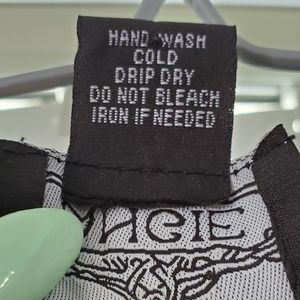 HAND WASH
COLD
DRIP DRY
DO NOT BLEACH
IRON IF NEEDED